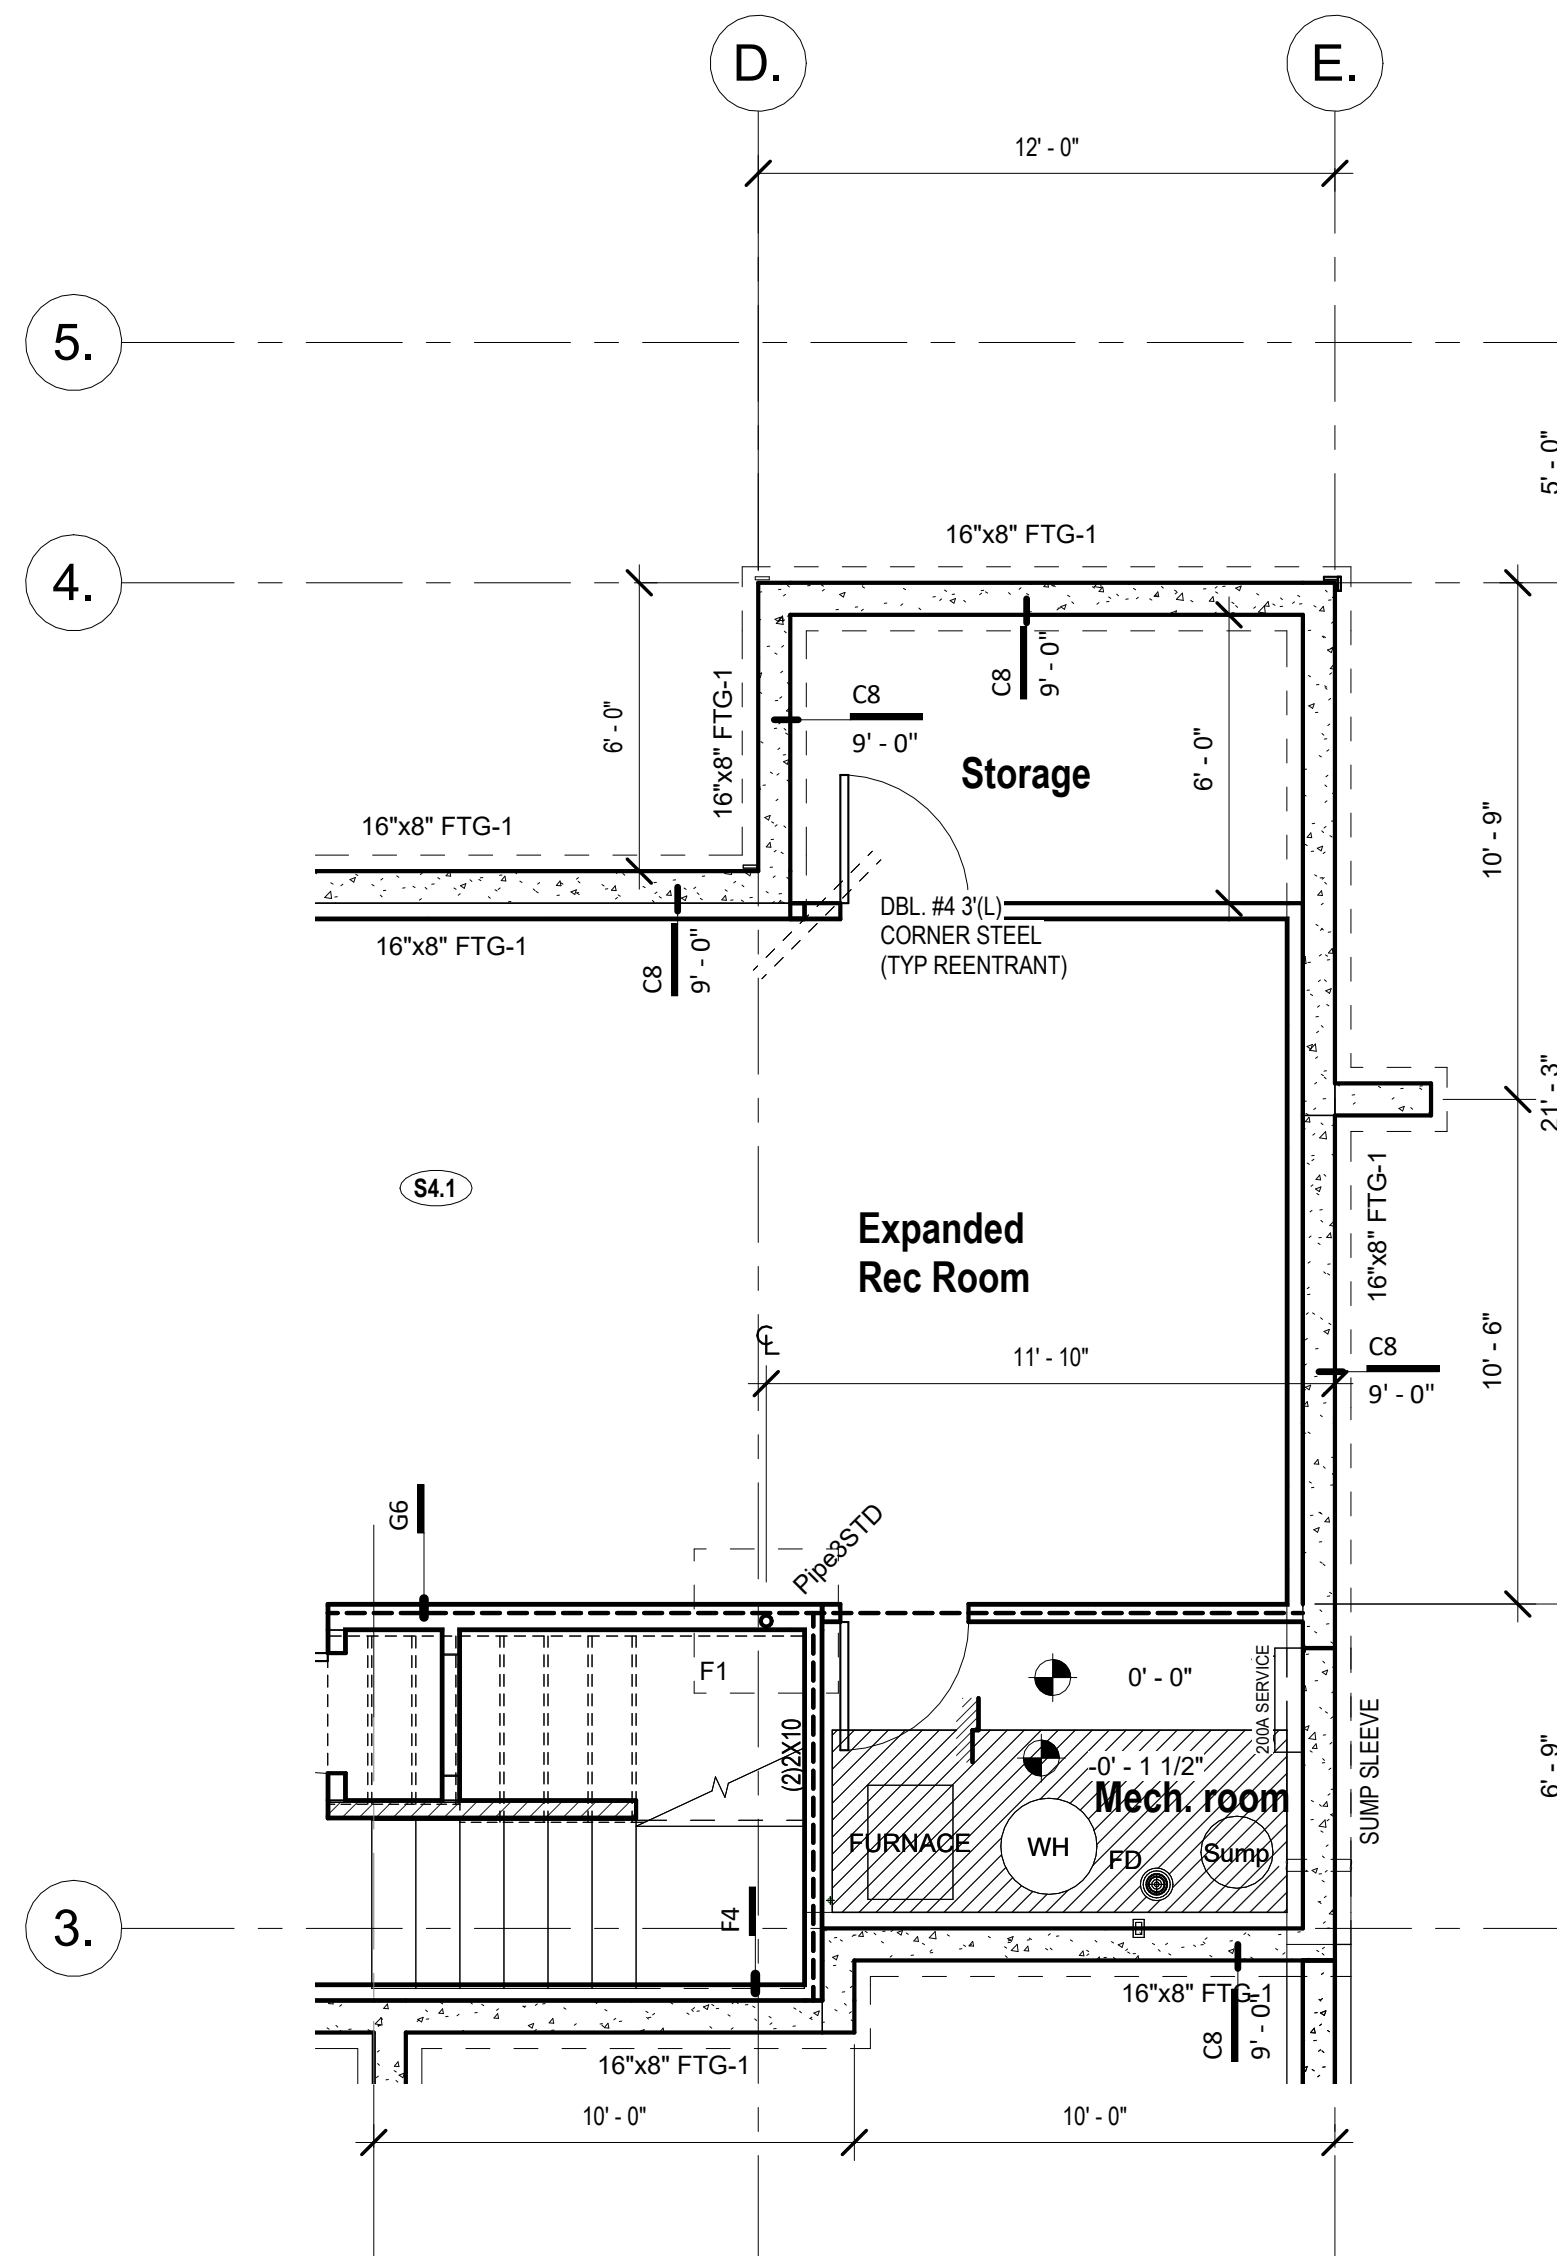 D.
E.
12' - 0"
5.
5' - 0"
16"x8" FTG-1
4.
C8
9' - 0"
16"x8" FTG-1
C8
9' - 0"
6' - 0"
6' - 0"
Storage
16"x8" FTG-1
10' - 9"
DBL. #4 3'(L)
CORNER STEEL
(TYP REENTRANT)
16"x8" FTG-1
C8
9' - 0"
21' - 3"
S4.1
16"x8" FTG-1
Expanded
Rec Room
CL
11' - 10"
C8
9' - 0"
10' - 6"
G6
Pipe3STD
F1
0' - 0"
200A SERVICE
(2)2X10
-0' - 1 1/2"
Mech. room
SUMP SLEEVE
6' - 9"
FURNACE
WH
FD
Sump
F4
3.
16"x8" FTG-1
C8
9' - 0"
16"x8" FTG-1
10' - 0"
10' - 0"